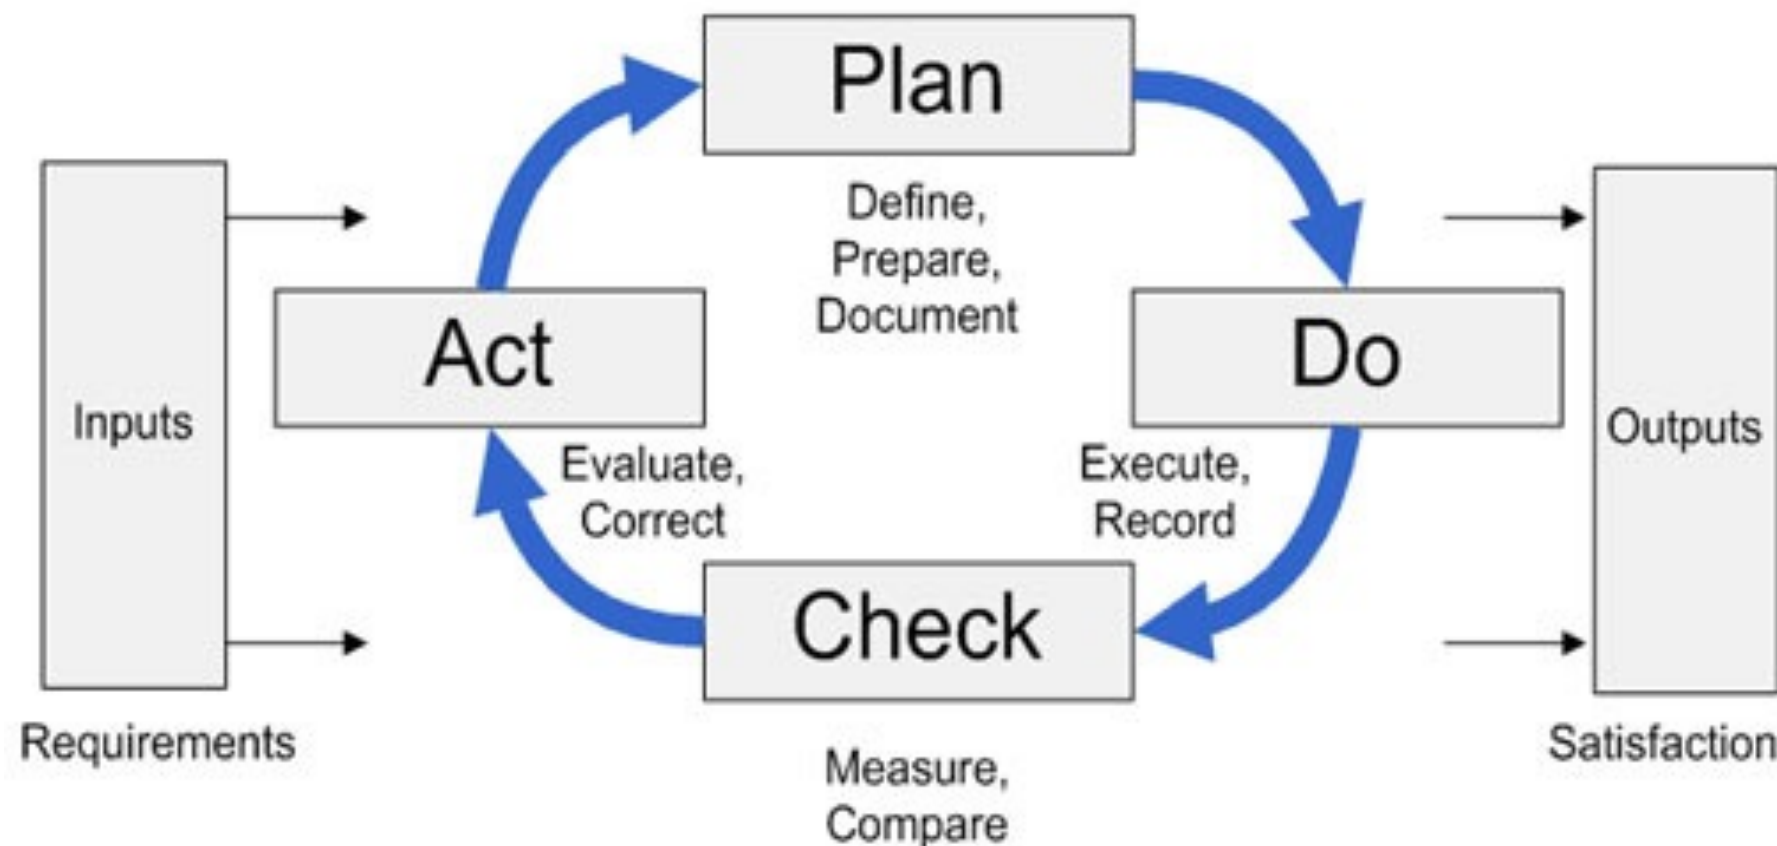 Plan
Define,
Prepare,
Document
Act
Do
Inputs
Outputs
Evaluate,
Correct
Execute,
Record
Check
Requirements
Satisfaction
Measure,
Compare